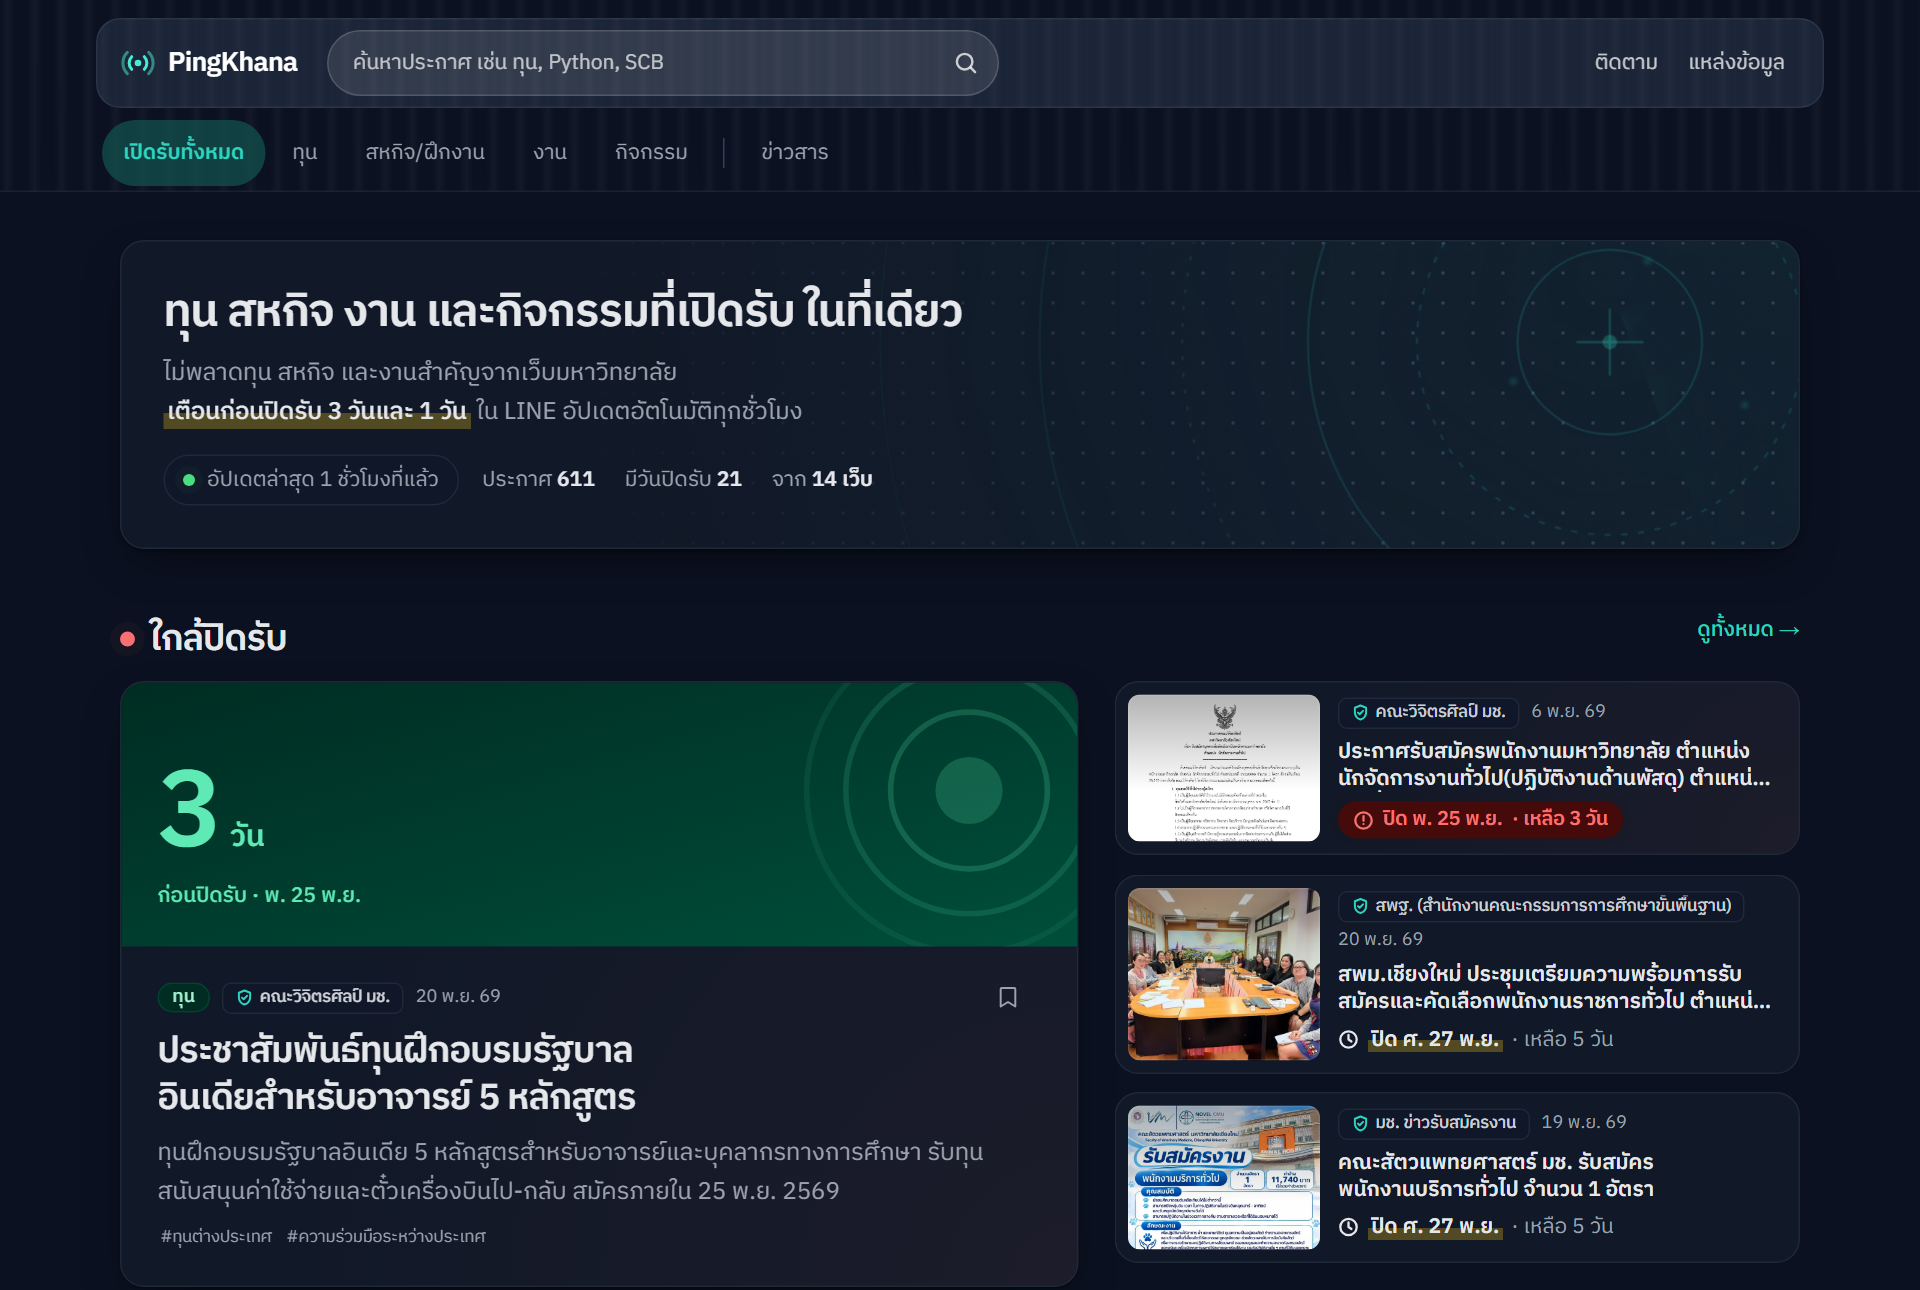 PingKhana
ค้นหาประกาศ เช่น ทุน, Python, SCB
ติดตาม
แหล่งข้อมูล
เปิดรับทั้งหมด
ทุน
สหกิจ/ฝึกงาน
งาน
กิจกรรม
ข่าวสาร
ทุน สหกิจ งาน และกิจกรรมที่เปิดรับ ในที่เดียว
ไม่พลาดทุน สหกิจ และงานสำคัญจากเว็บมหาวิทยาลัย
เตือนก่อนปิดรับ 3 วันและ 1 วัน ใน LINE อัปเดตอัตโนมัติทุกชั่วโมง
อัปเดตล่าสุด 1 ชั่วโมงที่แล้ว
ประกาศ 611
มีวันปิดรับ 21
จาก 14 เว็บ
ใกล้ปิดรับ
ดูทั้งหมด →
3 วัน
ก่อนปิดรับ · พ. 25 พ.ย.
ทุน
คณะวิจิตรศิลป์ มช.
20 พ.ย. 69
ประชาสัมพันธ์ทุนฝึกอบรมรัฐบาล
อินเดียสำหรับอาจารย์ 5 หลักสูตร
ทุนฝึกอบรมรัฐบาลอินเดีย 5 หลักสูตรสำหรับอาจารย์และบุคลากรทางการศึกษา รับทุน
สนับสนุนค่าใช้จ่ายและตั๋วเครื่องบินไป-กลับ สมัครภายใน 25 พ.ย. 2569
#ทุนต่างประเทศ #ความร่วมมือระหว่างประเทศ
คณะวิจิตรศิลป์ มช.
6 พ.ย. 69
ประกาศรับสมัครพนักงานมหาวิทยาลัย ตำแหน่ง
นักจัดการงานทั่วไป(ปฏิบัติงานด้านพัสดุ) ตำแหน่...
ปิด พ. 25 พ.ย. · เหลือ 3 วัน
สพฐ. (สำนักงานคณะกรรมการการศึกษาขั้นพื้นฐาน)
20 พ.ย. 69
สพม.เชียงใหม่ ประชุมเตรียมความพร้อมการรับ
สมัครและคัดเลือกพนักงานราชการทั่วไป ตำแหน่...
ปิด ศ. 27 พ.ย. · เหลือ 5 วัน
รับสมัครงาน
พนักงานบริการทั่วไป
1
11,740 บาท
คุณสมบัติ
ลักษณะงาน
มช. ข่าวรับสมัครงาน
19 พ.ย. 69
คณะสัตวแพทยศาสตร์ มช. รับสมัคร
พนักงานบริการทั่วไป จำนวน 1 อัตรา
ปิด ศ. 27 พ.ย. · เหลือ 5 วัน